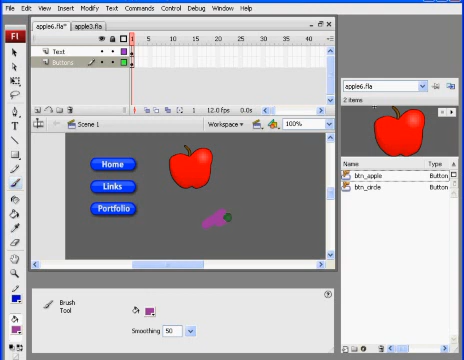 File Edit View Insert Modify Text Commands Control Debug Window Help
apple6.fla* apple3.fla
Fl
1 5 10 15 20 25 30 35 40
Text
Buttons
1 12.0 fps 0.0s
Scene 1 Workspace 100%
Home
Links
Portfolio
Brush
Tool
Smoothing 50
apple6.fla
2 items
Name Type
btn_apple Button
btn_circle Button